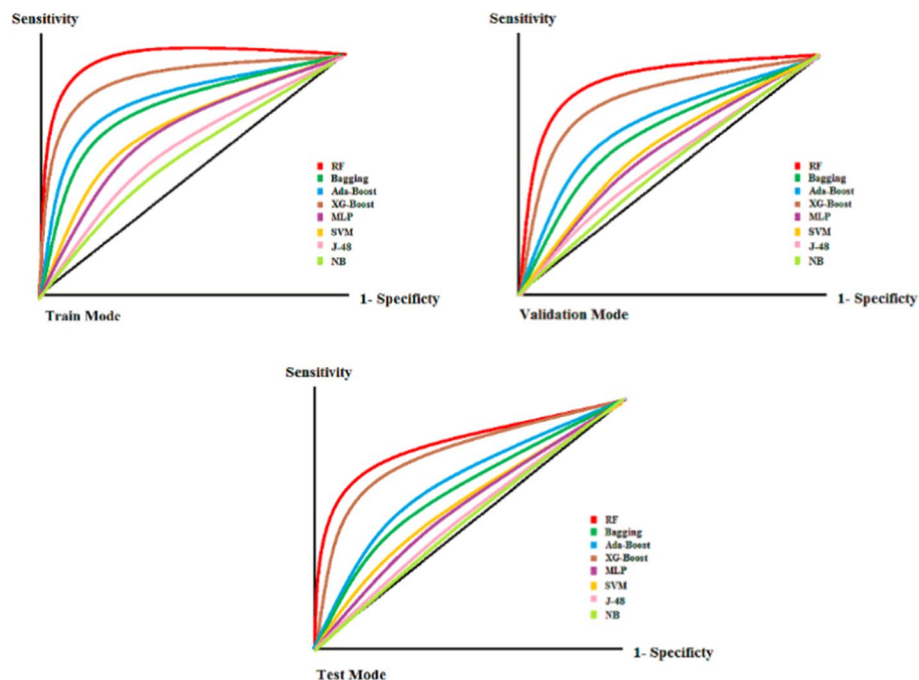 Sensitivity
RF
Bagging
Ada-Boost
XG-Boost
MLP
SVM
J-48
NB
1- Specificty
Train Mode
Sensitivity
RF
Bagging
Ada-Boost
XG-Boost
MLP
SVM
J-48
NB
1- Specificty
Validation Mode
Sensitivity
RF
Bagging
Ada-Boost
XG-Boost
MLP
SVM
J-48
NB
1- Specificty
Test Mode